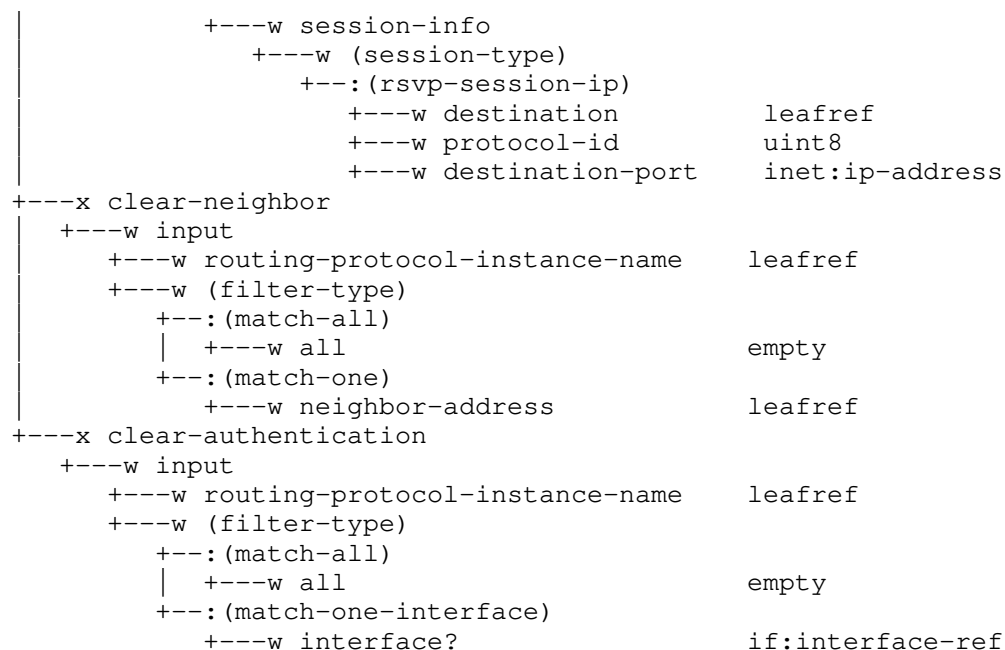 |           +---w session-info
|              +---w (session-type)
|                 +--:(rsvp-session-ip)
|                    +---w destination         leafref
|                    +---w protocol-id         uint8
|                    +---w destination-port    inet:ip-address
+---x clear-neighbor
|  +---w input
|     +---w routing-protocol-instance-name    leafref
|     +---w (filter-type)
|        +--:(match-all)
|        |  +---w all                         empty
|        +--:(match-one)
|           +---w neighbor-address            leafref
+---x clear-authentication
   +---w input
      +---w routing-protocol-instance-name    leafref
      +---w (filter-type)
         +--:(match-all)
         |  +---w all                         empty
         +--:(match-one-interface)
            +---w interface?                  if:interface-ref